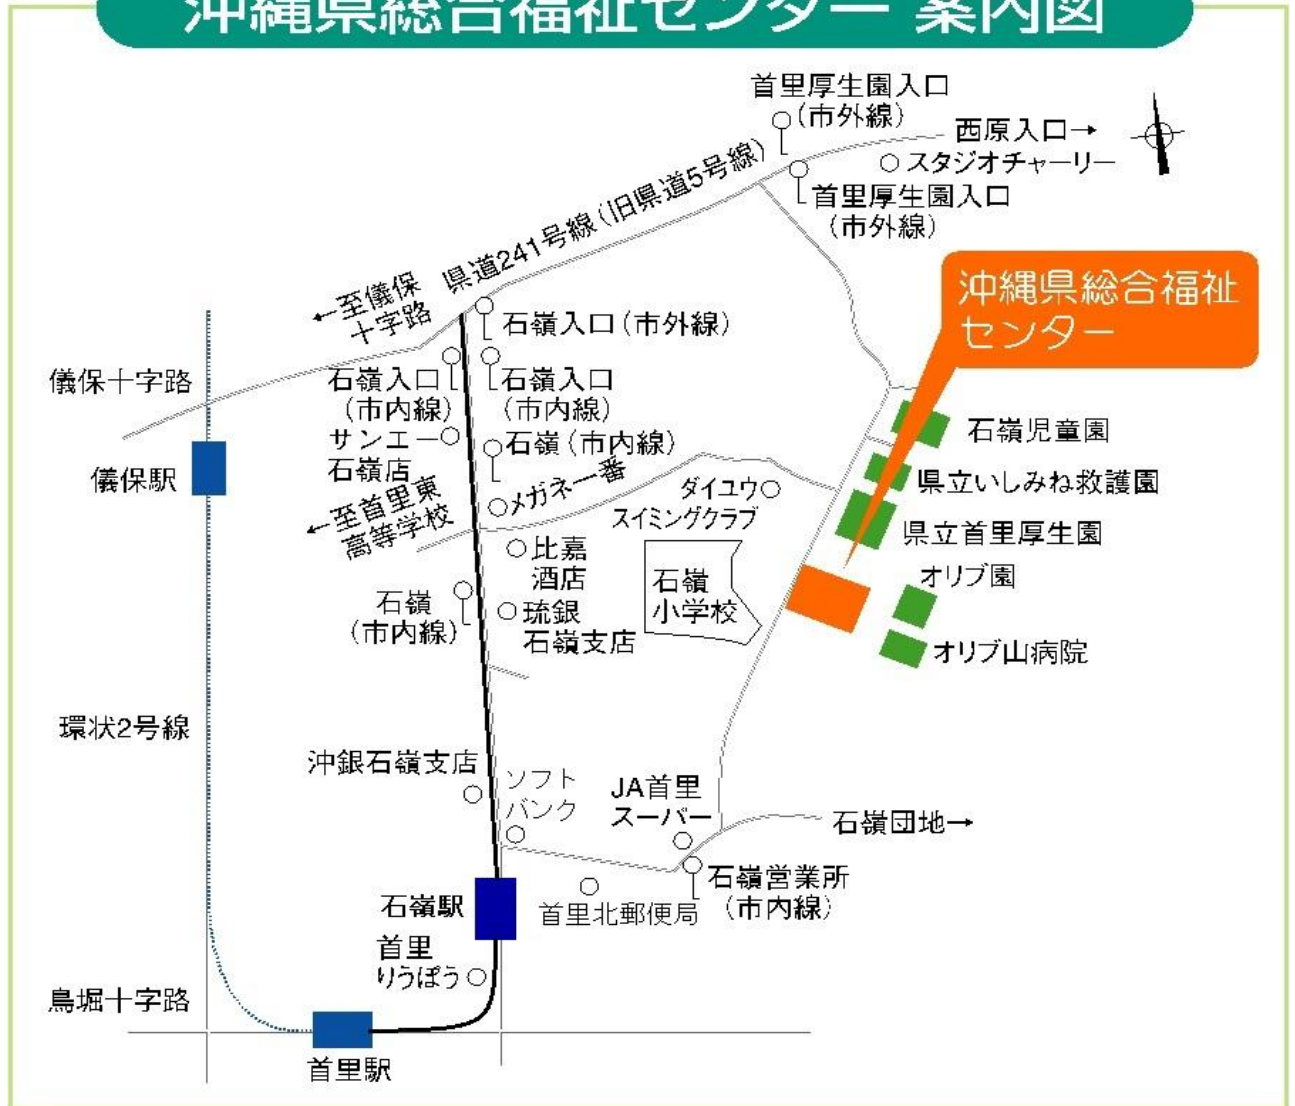 沖縄県総合福祉センター 案内図
首里厚生園入口
(市外線)
西原入口→
スタジオチャーリー
首里厚生園入口
(市外線)
県道241号線(旧県道5号線)
←至儀保
十字路
沖縄県総合福祉
センター
石嶺入口(市外線)
儀保十字路
石嶺入口
(市内線)
石嶺入口
(市内線)
サンエー
石嶺店
石嶺(市内線)
石嶺児童園
儀保駅
メガネ一番
ダイユウ
スイミングクラブ
県立いしみね救護園
←至首里東
高等学校
県立首里厚生園
比嘉
酒店
石嶺
小学校
オリブ園
石嶺
(市内線)
琉銀
石嶺支店
オリブ山病院
環状2号線
沖銀石嶺支店
ソフト
バンク
JA首里
スーパー
石嶺団地→
石嶺駅
首里北郵便局
石嶺営業所
(市内線)
首里
りうぼう
鳥堀十字路
首里駅